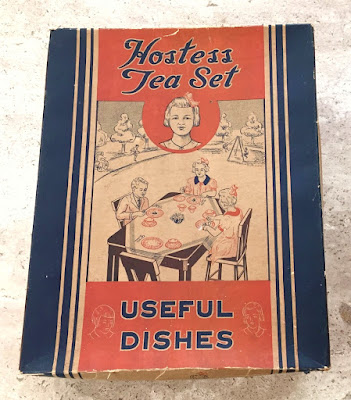 Hostess
Tea Set
USEFUL
DISHES